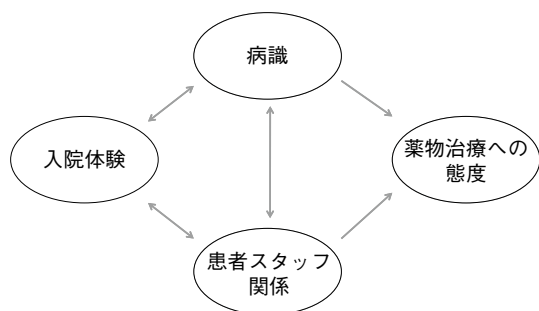 病識
入院体験
薬物治療への
態度
患者スタッフ
関係